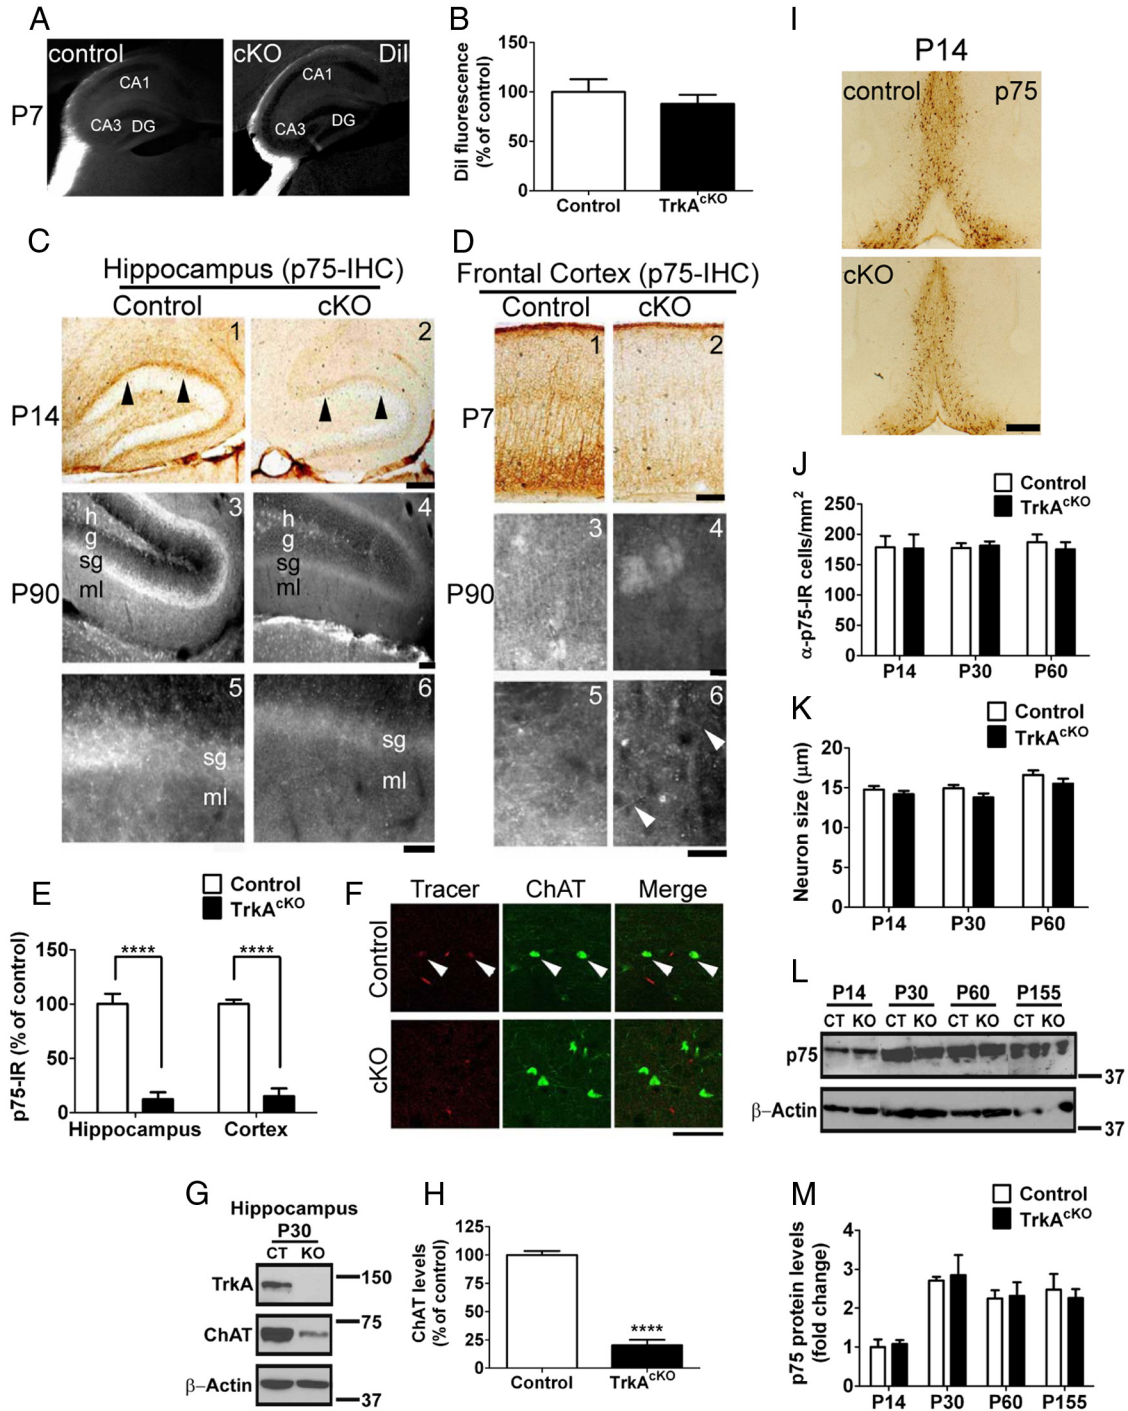 A
control
CA1
CA3 DG
cKO DiI
CA1
CA3 DG
P7
B
DiI fluorescence
(% of control)
150
100
50
0
Control TrkAcKO
C
Hippocampus (p75-IHC)
Control cKO
P14
1
2
P90
3
h
g
sg
ml
4
h
g
sg
ml
5
sg
ml
6
sg
ml
D
Frontal Cortex (p75-IHC)
Control cKO
P7
1
2
P90
3
4
5
6
E
Control
TrkAcKO
p75-IR (% of control)
150
100
50
0
****
****
Hippocampus Cortex
F
Tracer ChAT Merge
Control
cKO
G
Hippocampus
P30
CT KO
TrkA
150
ChAT
75
β-Actin
37
H
ChAT levels
(% of control)
125
100
75
50
25
0
****
Control TrkAcKO
I
P14
control p75
cKO
J
Control
TrkAcKO
α-p75-IR cells/mm2
250
200
150
100
50
0
P14 P30 P60
K
Control
TrkAcKO
Neuron size (μm)
20
15
10
5
0
P14 P30 P60
L
P14 P30 P60 P155
CT KO CT KO CT KO CT KO
p75
37
β-Actin
37
M
Control
TrkAcKO
p75 protein levels
(fold change)
4
3
2
1
0
P14 P30 P60 P155